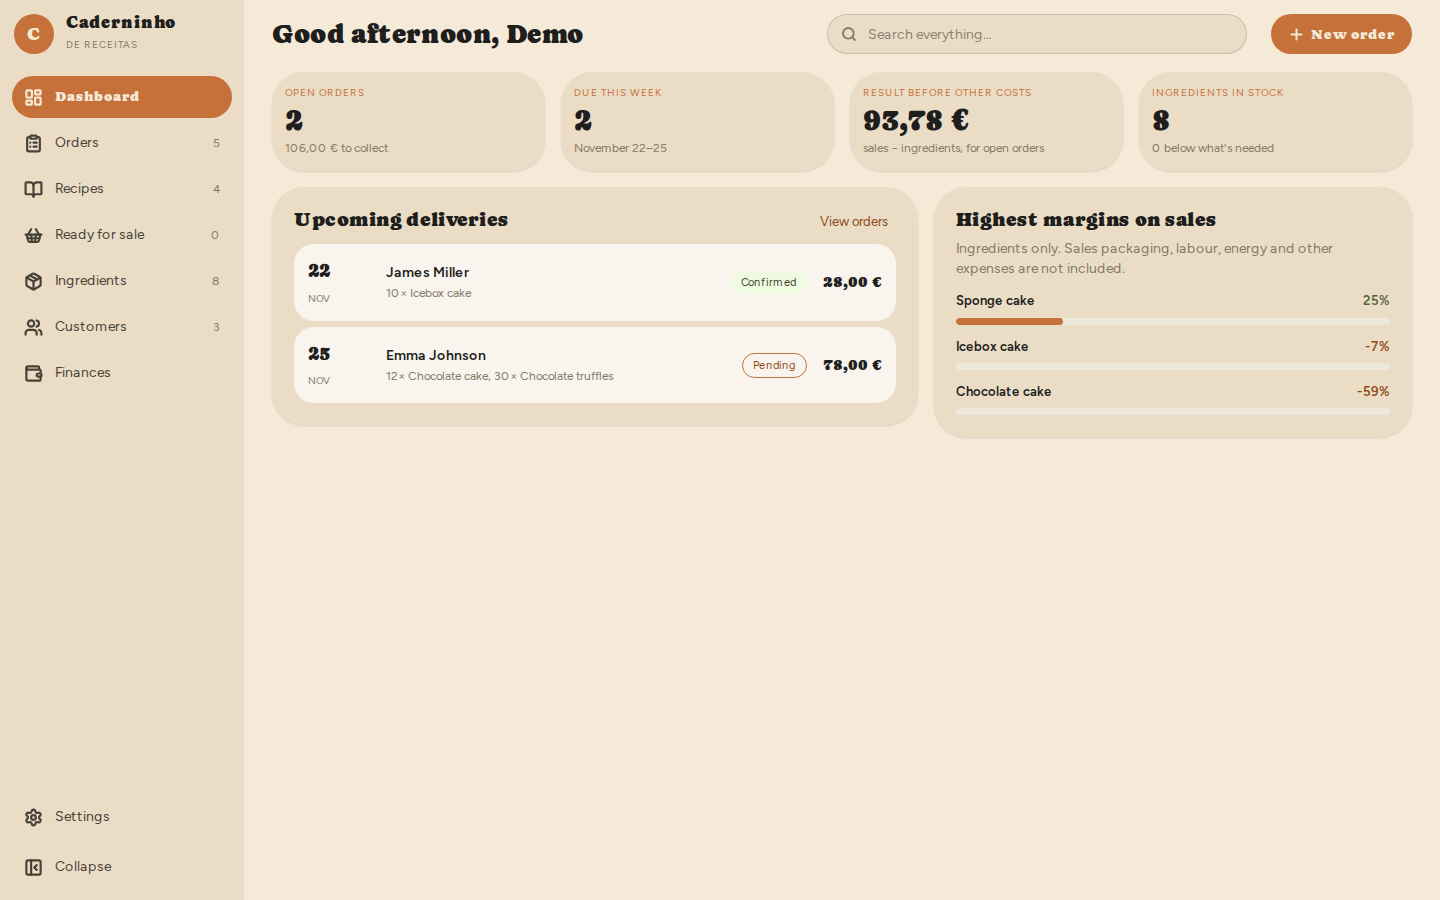 C
Caderninho
DE RECEITAS
Dashboard
Orders 5
Recipes 4
Ready for sale 0
Ingredients 8
Customers 3
Finances
Settings
Collapse
Good afternoon, Demo
Search everything...
New order
OPEN ORDERS
2
106,00 € to collect
DUE THIS WEEK
2
November 22–25
RESULT BEFORE OTHER COSTS
93,78 €
sales – ingredients, for open orders
INGREDIENTS IN STOCK
8
0 below what's needed
Upcoming deliveries
View orders
22
NOV
James Miller
10 × Icebox cake
Confirmed
28,00 €
25
NOV
Emma Johnson
12 × Chocolate cake, 30 × Chocolate truffles
Pending
78,00 €
Highest margins on sales
Ingredients only. Sales packaging, labour, energy and other
expenses are not included.
Sponge cake 25%
Icebox cake -7%
Chocolate cake -59%